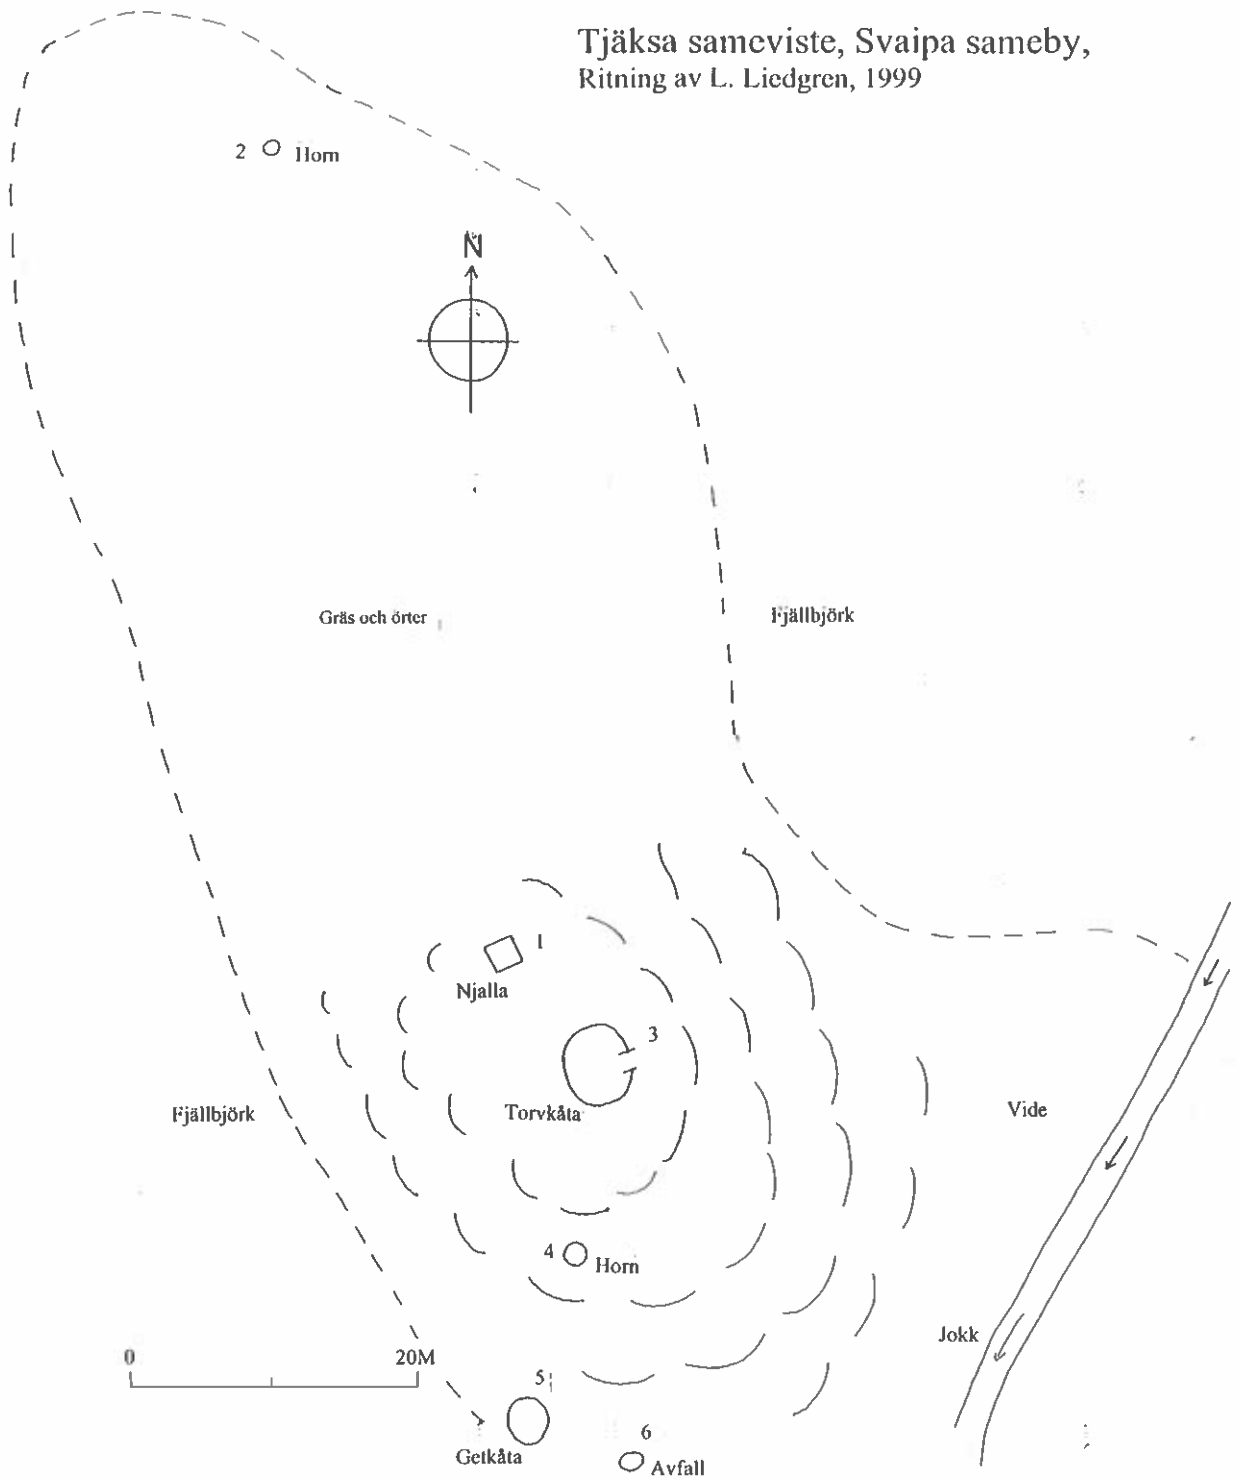 Tjäksa sameviste, Svaipa sameby,
Ritning av L. Liedgren, 1999
2 Horn
N
Gräs och örter
Fjällbjörk
1
Njalla
3
Torvkåta
Fjällbjörk
Vide
4 Horn
Jokk
0 20M
5
Getkåta
6
Avfall